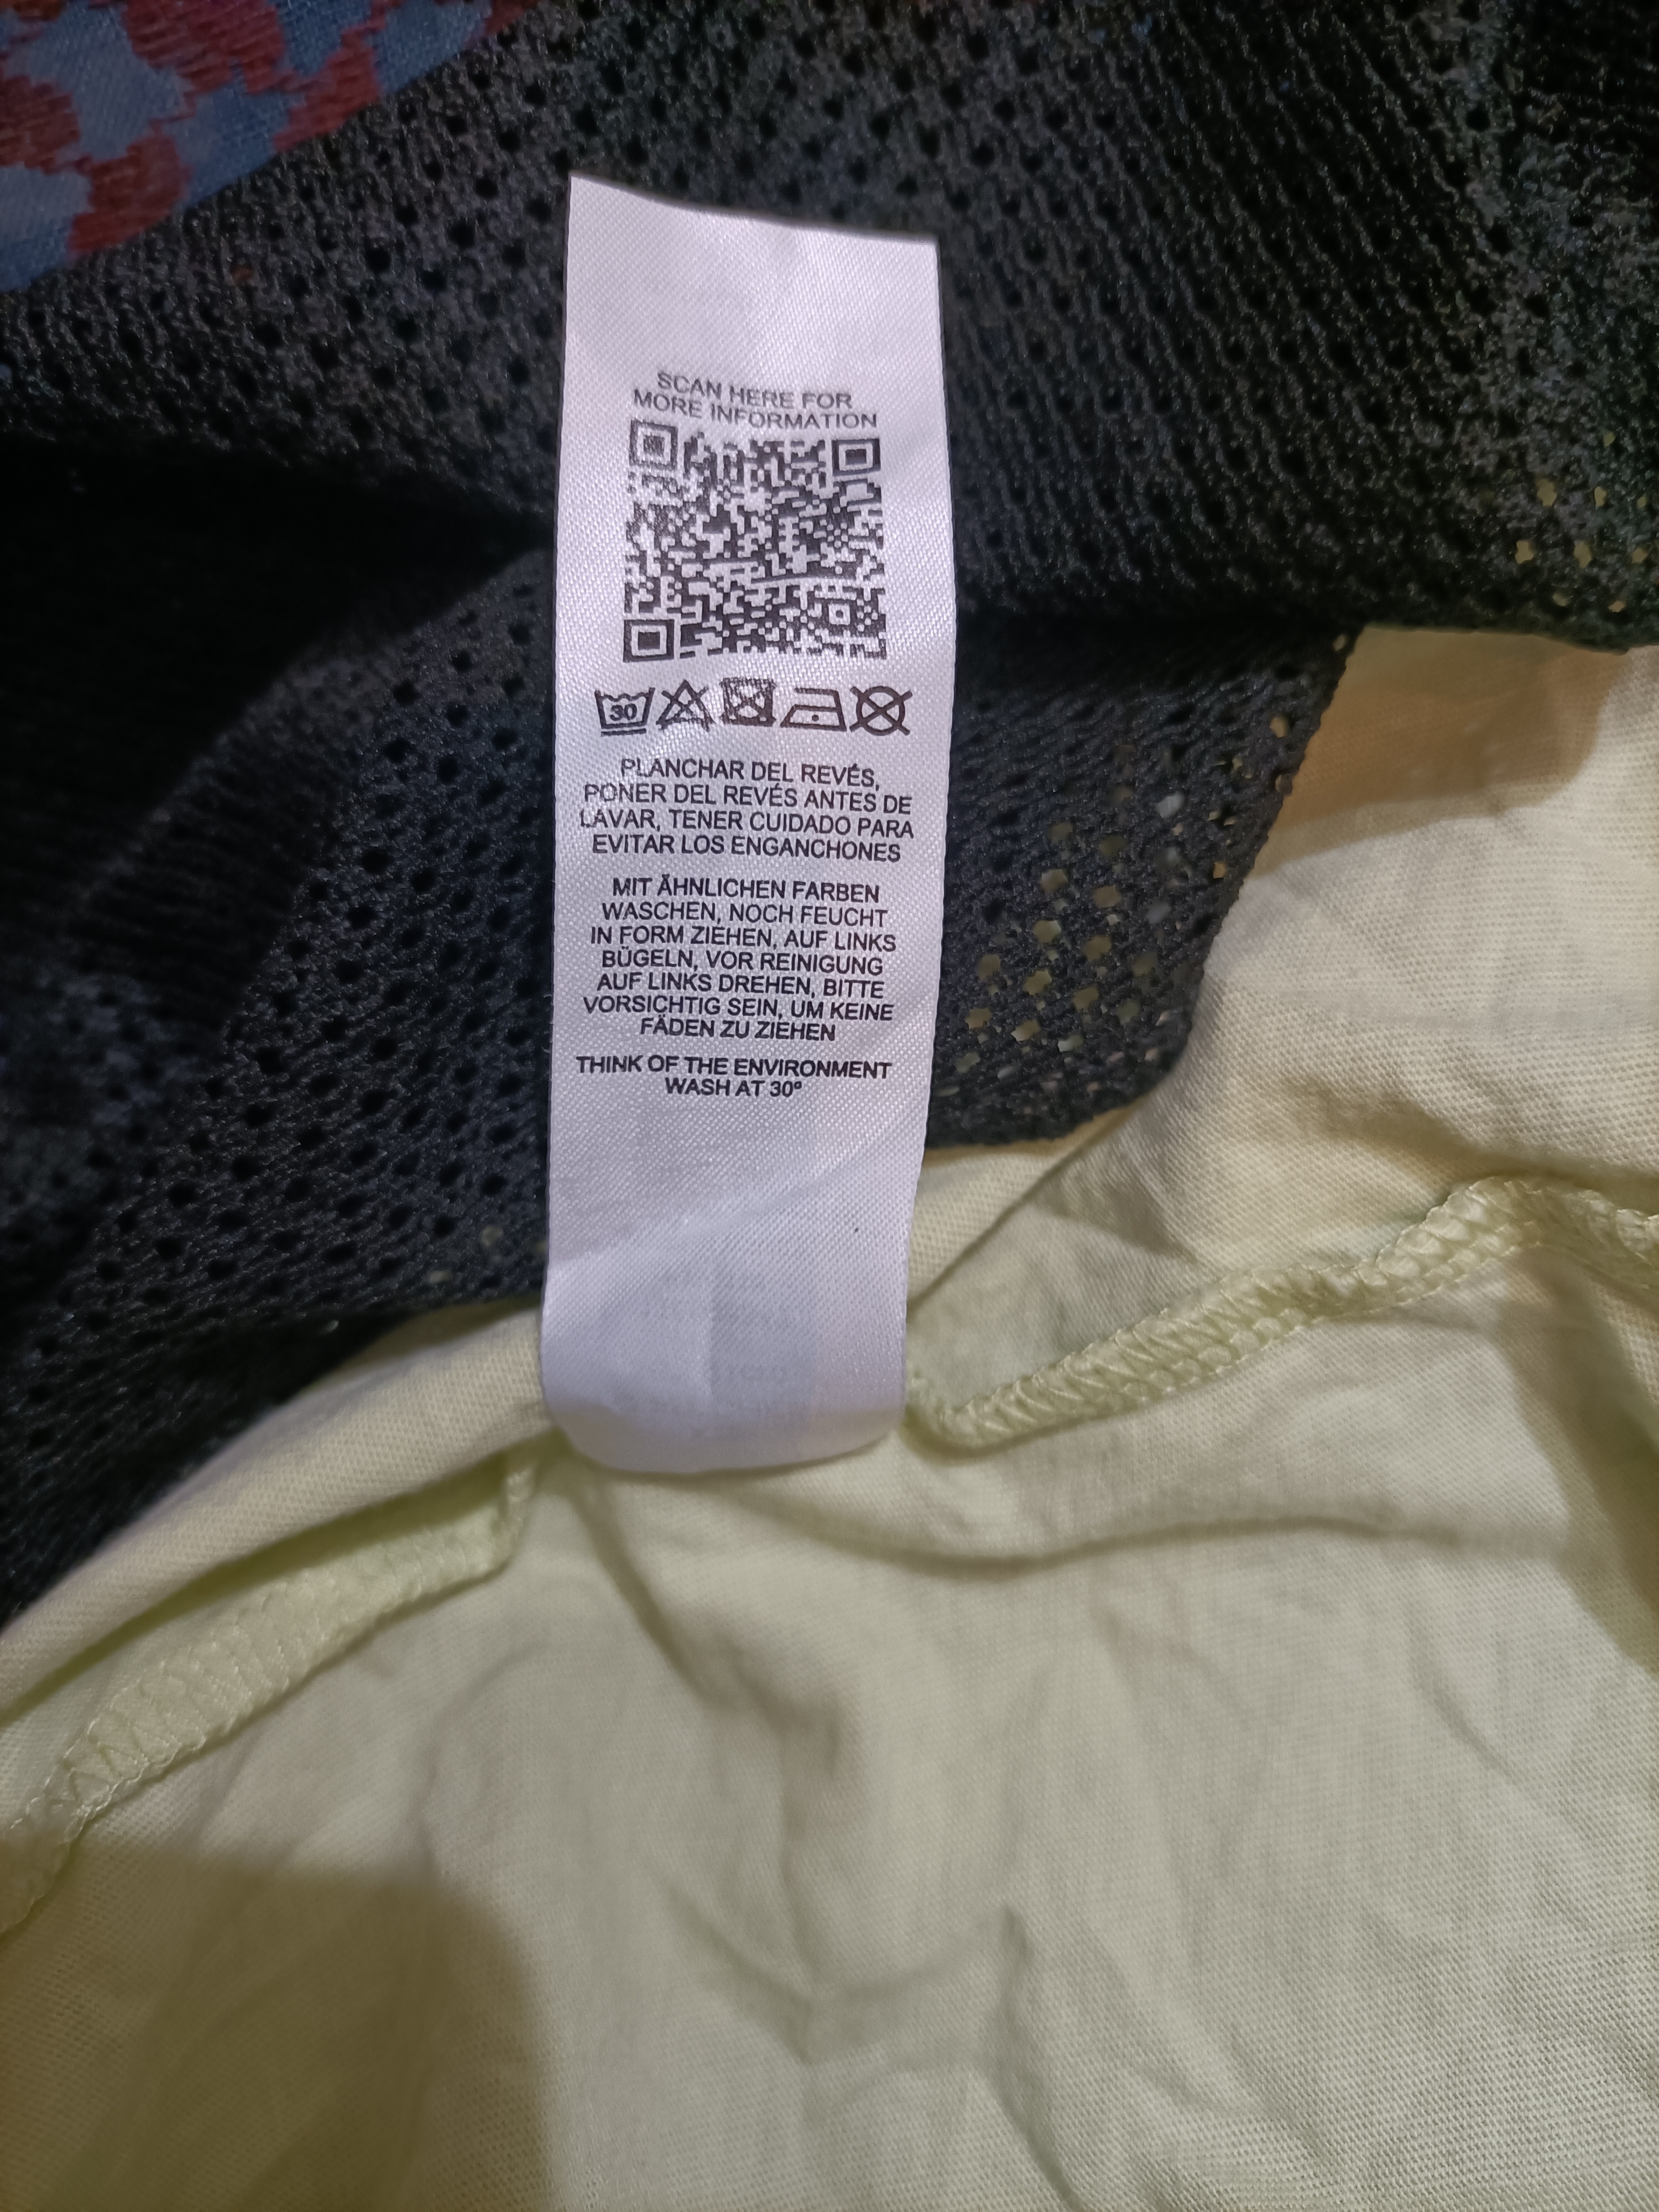 SCAN HERE FOR
MORE INFORMATION
30
PLANCHAR DEL REVÉS,
PONER DEL REVÉS ANTES DE
LAVAR, TENER CUIDADO PARA
EVITAR LOS ENGANCHONES
MIT ÄHNLICHEN FARBEN
WASCHEN, NOCH FEUCHT
IN FORM ZIEHEN, AUF LINKS
BÜGELN, VOR REINIGUNG
AUF LINKS DREHEN, BITTE
VORSICHTIG SEIN, UM KEINE
FÄDEN ZU ZIEHEN
THINK OF THE ENVIRONMENT
WASH AT 30º